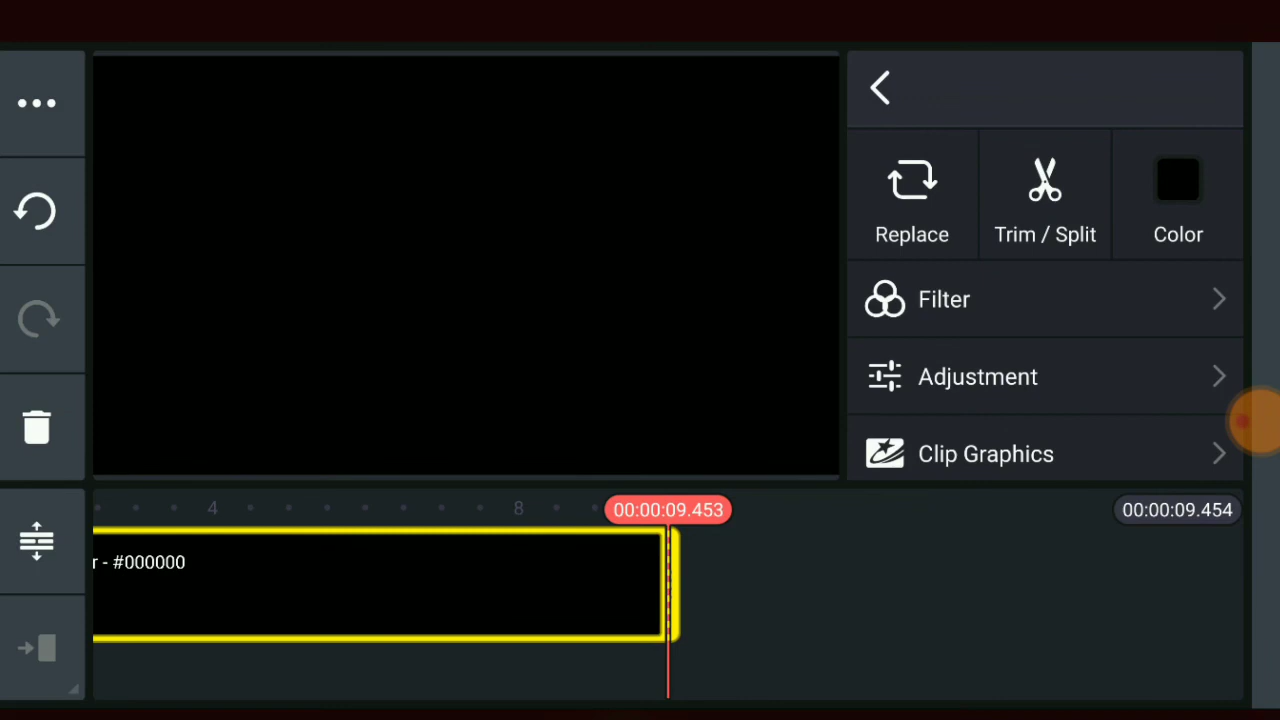 Replace
Trim / Split
Color
Filter
Adjustment
Clip Graphics
4
8
00:00:09.453
00:00:09.454
r - #000000